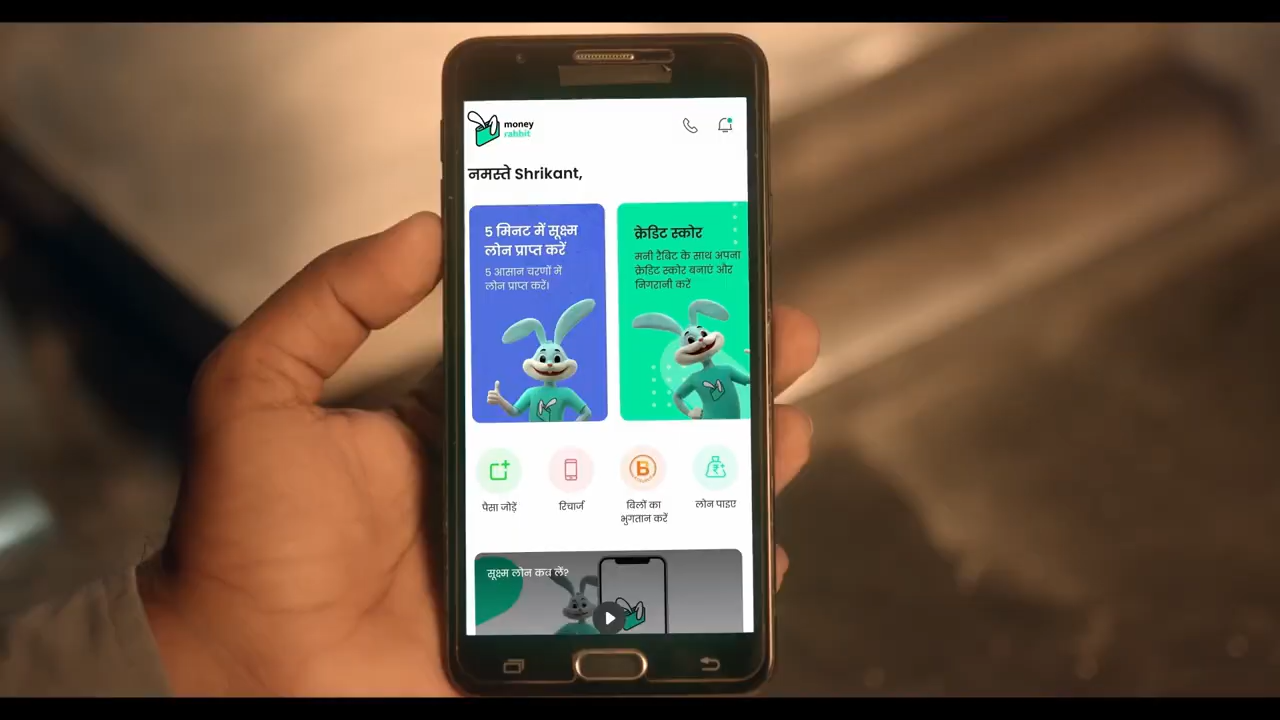 money
rabbit
नमस्ते Shrikant,
5 मिनट में सूक्ष्म
लोन प्राप्त करें
5 आसान चरणों में
लोन प्राप्त करें।
क्रेडिट स्कोर
मनी रैबिट के साथ अपना
क्रेडिट स्कोर बनाएं और
निगरानी करें
पैसा जोड़ें
रिचार्ज
बिलों का
भुगतान करें
लोन पाइए
सूक्ष्म लोन कब लें?